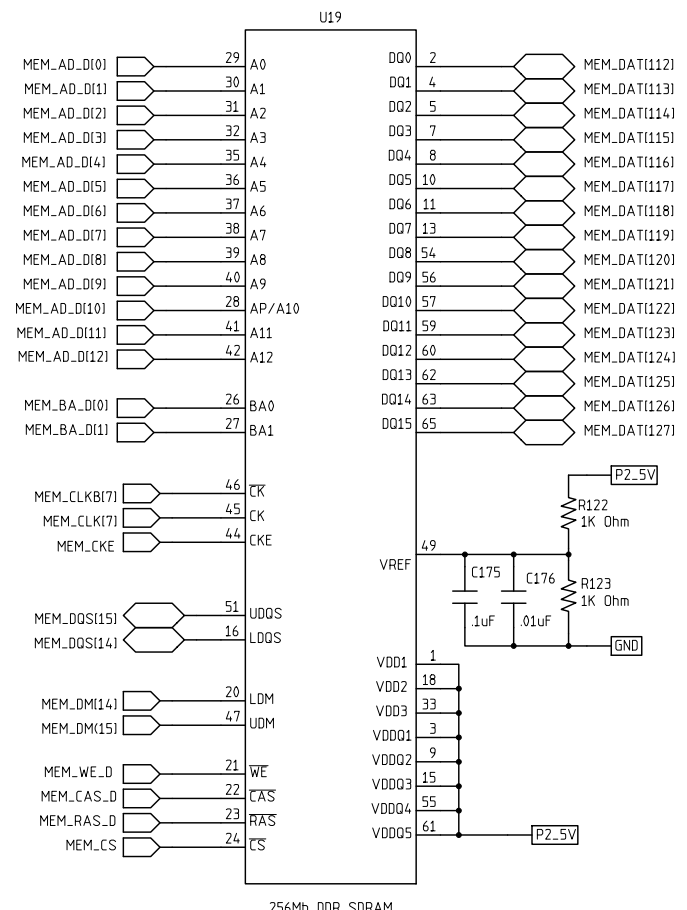 U19
MEM_AD_D[0] 29 A0 DQ0 2 MEM_DAT[112]
MEM_AD_D[1] 30 A1 DQ1 4 MEM_DAT[113]
MEM_AD_D[2] 31 A2 DQ2 5 MEM_DAT[114]
MEM_AD_D[3] 32 A3 DQ3 7 MEM_DAT[115]
MEM_AD_D[4] 35 A4 DQ4 8 MEM_DAT[116]
MEM_AD_D[5] 36 A5 DQ5 10 MEM_DAT[117]
MEM_AD_D[6] 37 A6 DQ6 11 MEM_DAT[118]
MEM_AD_D[7] 38 A7 DQ7 13 MEM_DAT[119]
MEM_AD_D[8] 39 A8 DQ8 54 MEM_DAT[120]
MEM_AD_D[9] 40 A9 DQ9 56 MEM_DAT[121]
MEM_AD_D[10] 28 AP/A10 DQ10 57 MEM_DAT[122]
MEM_AD_D[11] 41 A11 DQ11 59 MEM_DAT[123]
MEM_AD_D[12] 42 A12 DQ12 60 MEM_DAT[124]
DQ13 62 MEM_DAT[125]
MEM_BA_D[0] 26 BA0 DQ14 63 MEM_DAT[126]
MEM_BA_D[1] 27 BA1 DQ15 65 MEM_DAT[127]
P2_5V
MEM_CLKB[7] 46 CK
R122
MEM_CLK[7] 45 CK 1K Ohm
MEM_CKE 44 CKE
VREF 49
C175 C176 R123
1K Ohm
.1uF .01uF
MEM_DQS[15] 51 UDQS
MEM_DQS[14] 16 LDQS GND
VDD1 1
VDD2 18
MEM_DM[14] 20 LDM VDD3 33
MEM_DM(15] 47 UDM VDDQ1 3
VDDQ2 9
MEM_WE_D 21 WE VDDQ3 15
MEM_CAS_D 22 CAS VDDQ4 55
MEM_RAS_D 23 RAS VDDQ5 61 P2_5V
MEM_CS 24 CS
256Mb DDR SDRAM